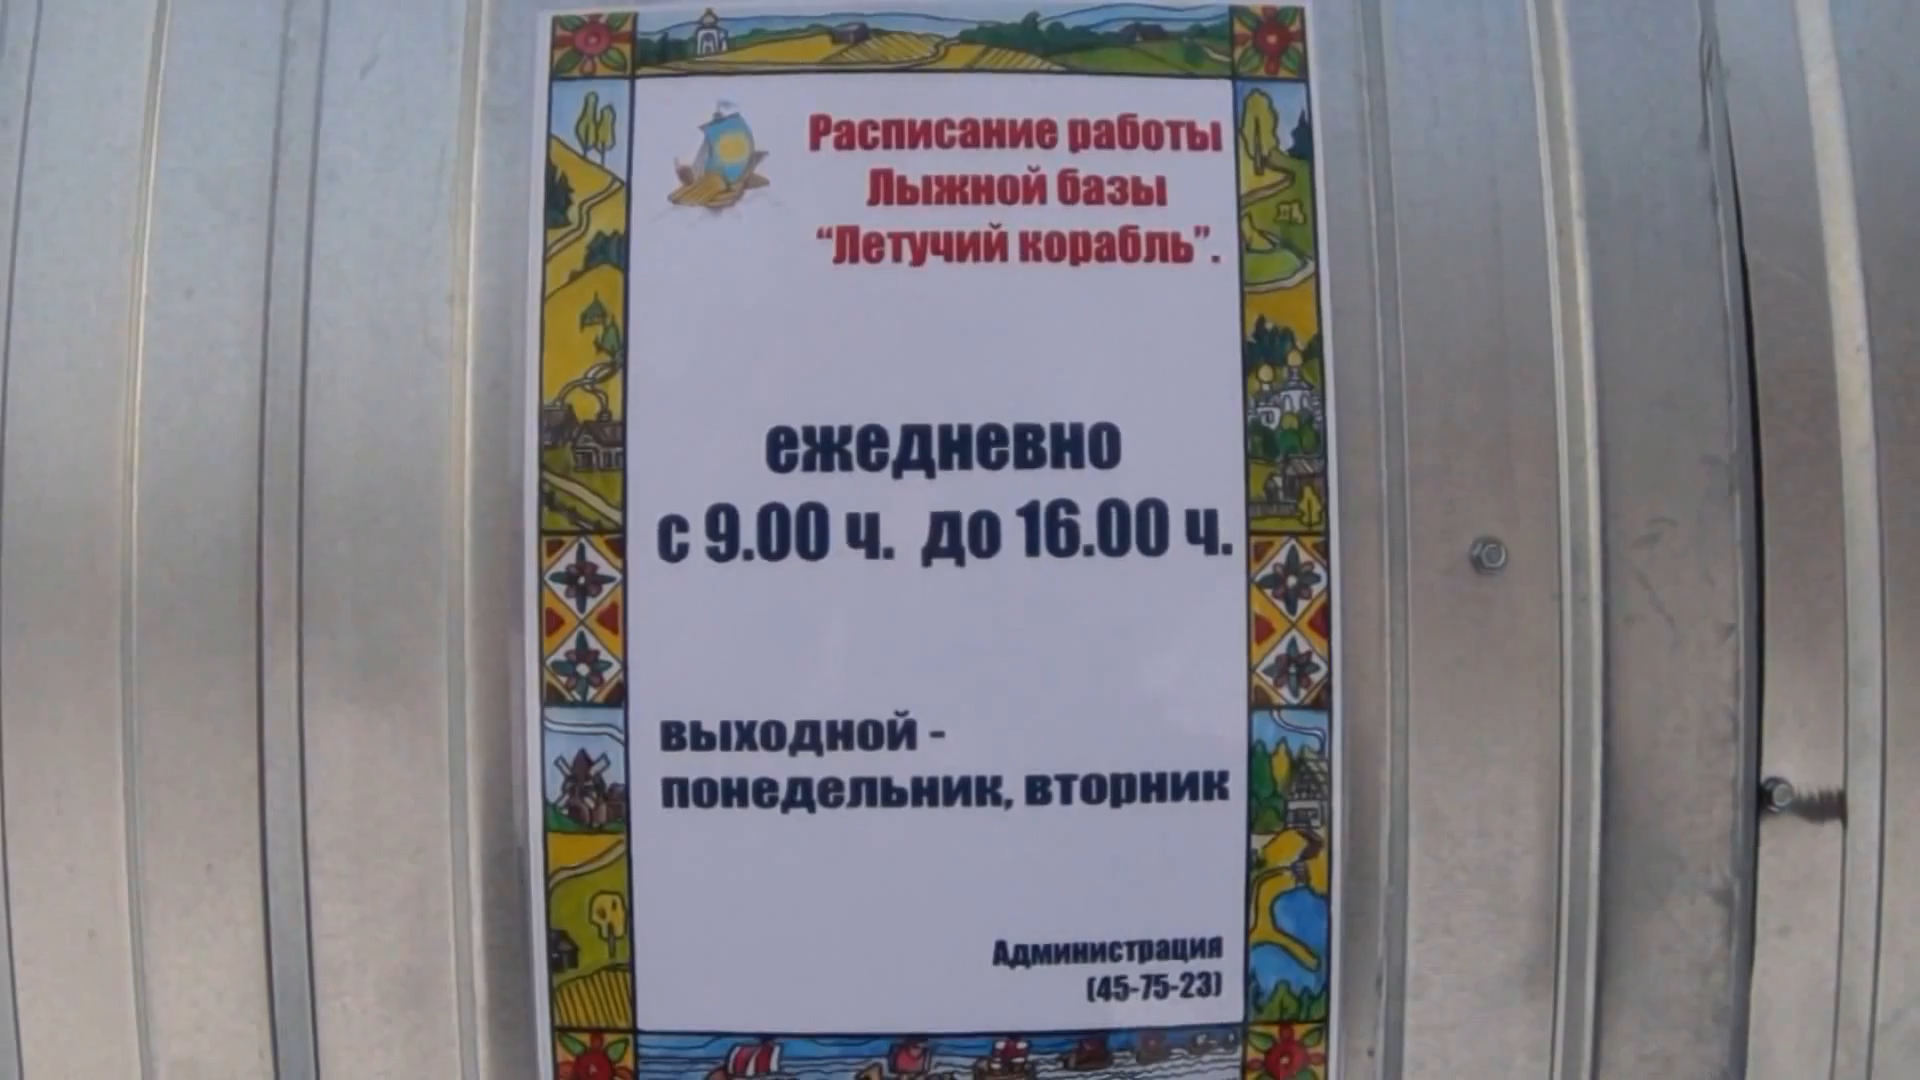 Расписание работы
Лыжной базы
“Летучий корабль”.
ежедневно
с 9.00 ч. до 16.00 ч.
выходной -
понедельник, вторник
Администрация
(45-75-23)